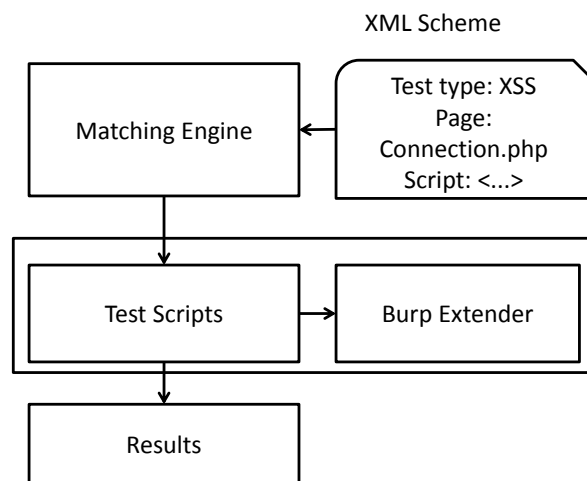 XML Scheme
Matching Engine
Test type: XSS
Page:
Connection.php
Script: <...>
Test Scripts
Burp Extender
Results